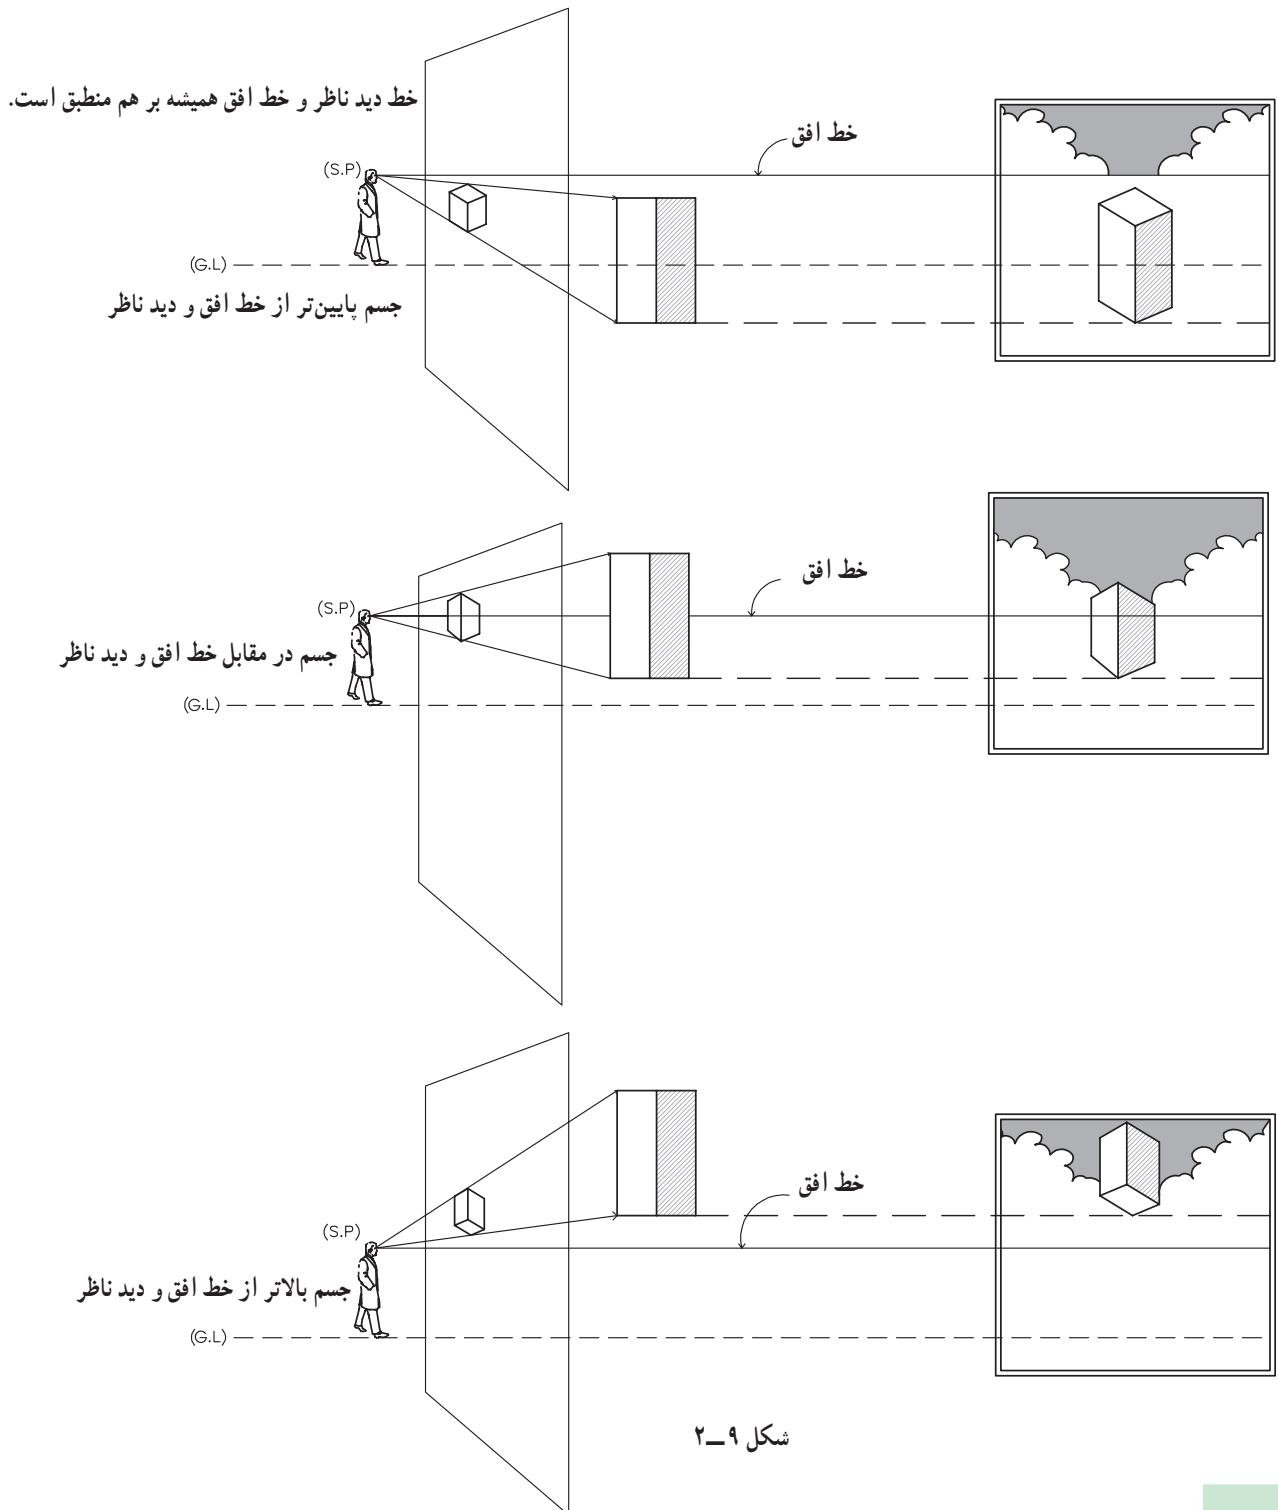 خط دید ناظر و خط افق همیشه بر هم منطبق است.
خط افق
(S.P)
(G.L)
جسم پایین‌تر از خط افق و دید ناظر
خط افق
(S.P)
جسم در مقابل خط افق و دید ناظر
(G.L)
خط افق
(S.P)
جسم بالاتر از خط افق و دید ناظر
(G.L)
شکل ۹ــ۲